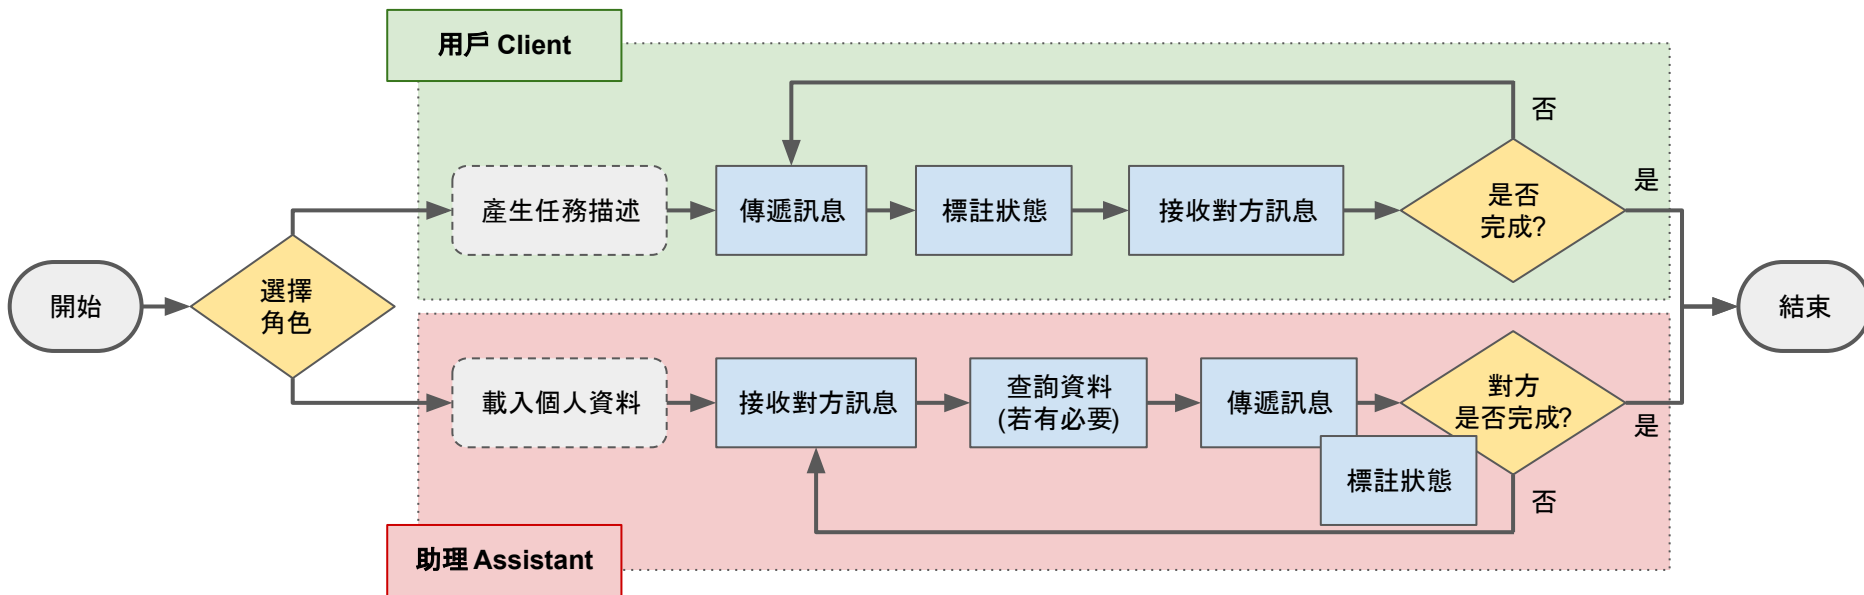 用戶 Client
否
是
產生任務描述
傳遞訊息
標註狀態
接收對方訊息
是否
完成?
開始
選擇
角色
結束
載入個人資料
接收對方訊息
查詢資料
(若有必要)
傳遞訊息
對方
是否完成?
是
標註狀態
否
助理 Assistant